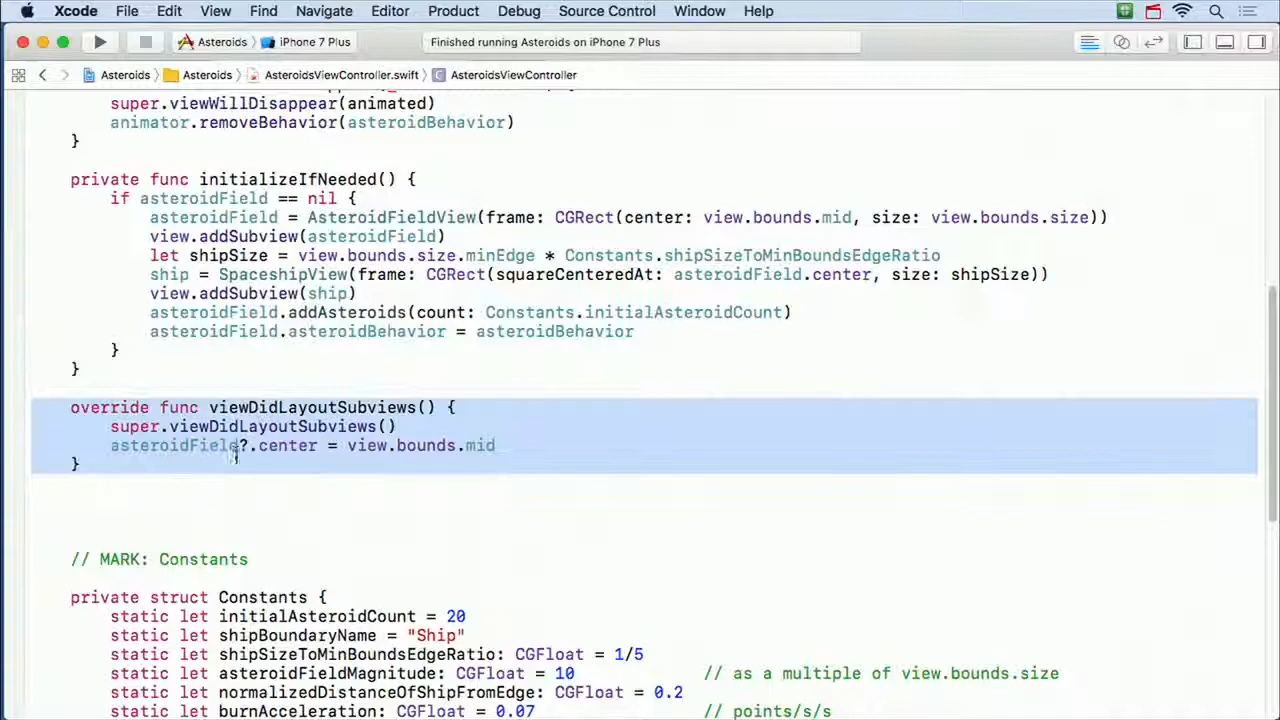 Xcode File Edit View Find Navigate Editor Product Debug Source Control Window Help
Asteroids iPhone 7 Plus Finished running Asteroids on iPhone 7 Plus
Asteroids Asteroids AsteroidsViewController.swift C AsteroidsViewController
super.viewWillDisappear(animated)
animator.removeBehavior(asteroidBehavior)
}
private func initializeIfNeeded() {
if asteroidField == nil {
asteroidField = AsteroidFieldView(frame: CGRect(center: view.bounds.mid, size: view.bounds.size))
view.addSubview(asteroidField)
let shipSize = view.bounds.size.minEdge * Constants.shipSizeToMinBoundsEdgeRatio
ship = SpaceshipView(frame: CGRect(squareCenteredAt: asteroidField.center, size: shipSize))
view.addSubview(ship)
asteroidField.addAsteroids(count: Constants.initialAsteroidCount)
asteroidField.asteroidBehavior = asteroidBehavior
}
}
override func viewDidLayoutSubviews() {
super.viewDidLayoutSubviews()
asteroidField?.center = view.bounds.mid
}
// MARK: Constants
private struct Constants {
static let initialAsteroidCount = 20
static let shipBoundaryName = "Ship"
static let shipSizeToMinBoundsEdgeRatio: CGFloat = 1/5
static let asteroidFieldMagnitude: CGFloat = 10 // as a multiple of view.bounds.size
static let normalizedDistanceOfShipFromEdge: CGFloat = 0.2
static let burnAcceleration: CGFloat = 0.07 // points/s/s